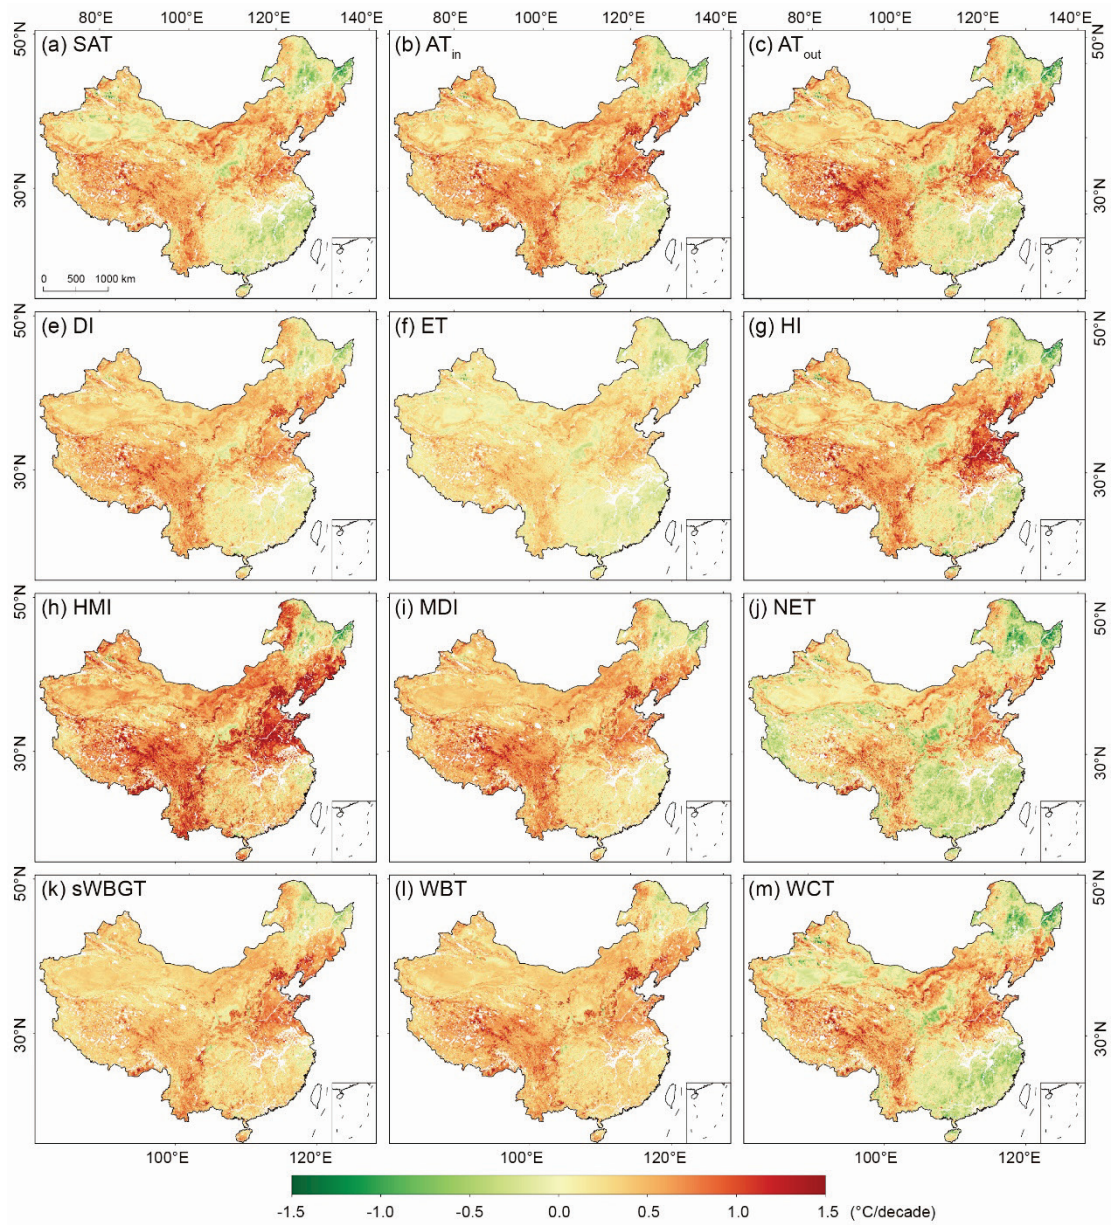 80°E 100°E 120°E 140°E 80°E 100°E 120°E 140°E 80°E 100°E 120°E 140°E
50°N (a) SAT (b) ATin (c) ATout 50°N
30°N 30°N
0 500 1000 km
50°N (e) DI (f) ET (g) HI 50°N
30°N 30°N
50°N (h) HMI (i) MDI (j) NET 50°N
30°N 30°N
50°N (k) sWBGT (l) WBT (m) WCT 50°N
30°N 30°N
100°E 120°E 100°E 120°E 100°E 120°E
-1.5 -1.0 -0.5 0.0 0.5 1.0 1.5 (°C/decade)